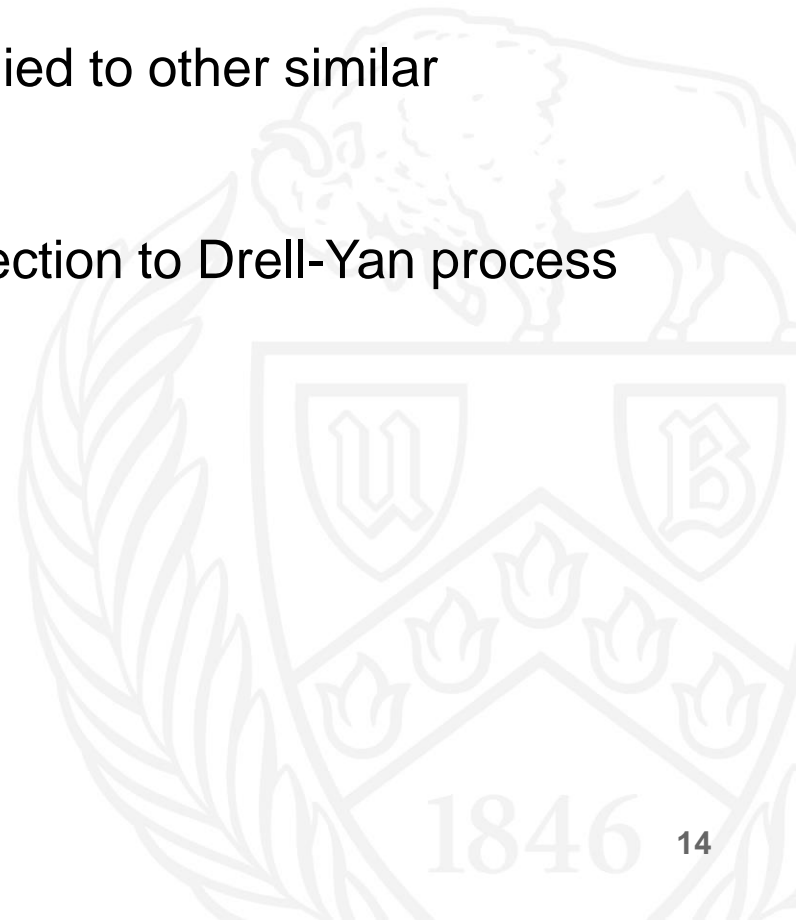 ied to other similar
ection to Drell-Yan process
U B
1846
14